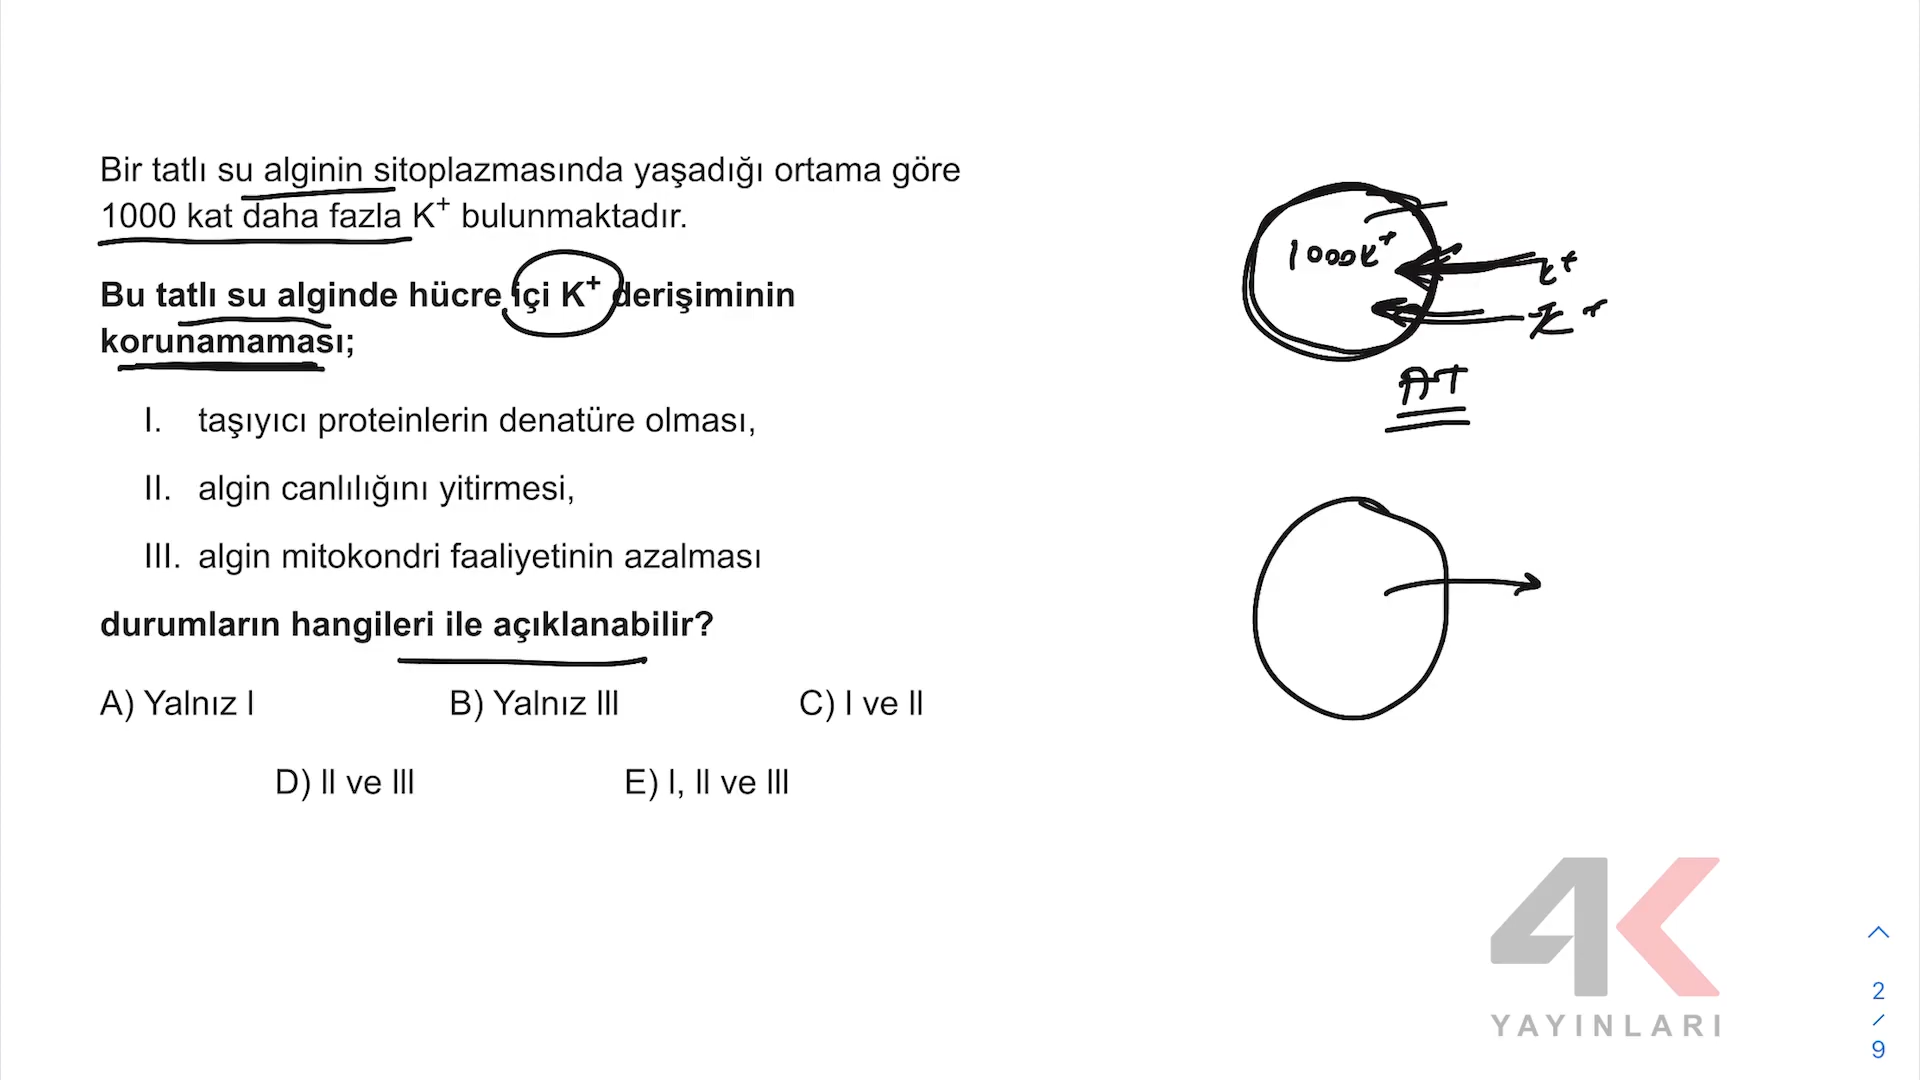 Bir tatlı su alginin sitoplazmasında yaşadığı ortama göre
1000 kat daha fazla K⁺ bulunmaktadır.
Bu tatlı su alginde hücre içi K⁺ derişiminin
korunamaması;
I. taşıyıcı proteinlerin denatüre olması,
II. algin canlılığını yitirmesi,
III. algin mitokondri faaliyetinin azalması
durumların hangileri ile açıklanabilir?
A) Yalnız I B) Yalnız III C) I ve II
D) II ve III E) I, II ve III
1000K⁺
K⁺
K⁺
AT
4K
YAYINLARI
2
/
9